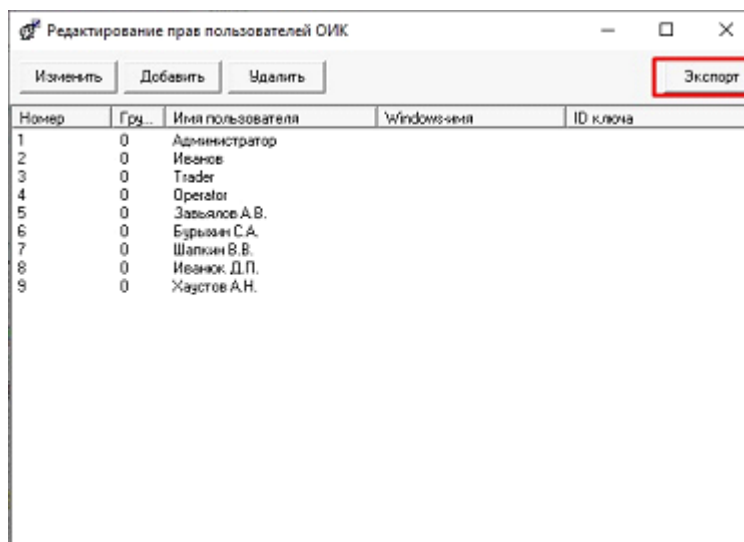 Редактирование прав пользователей ОИК
Изменить Добавить Удалить Экспорт
Номер Гру... Имя пользователя Windows-имя ID ключа
1 0 Администратор
2 0 Иванов
3 0 Trader
4 0 Operator
5 0 Завьялов А.В.
6 0 Бурыкин С.А.
7 0 Шапкин В.В.
8 0 Иванюк Д.П.
9 0 Хаустов А.Н.